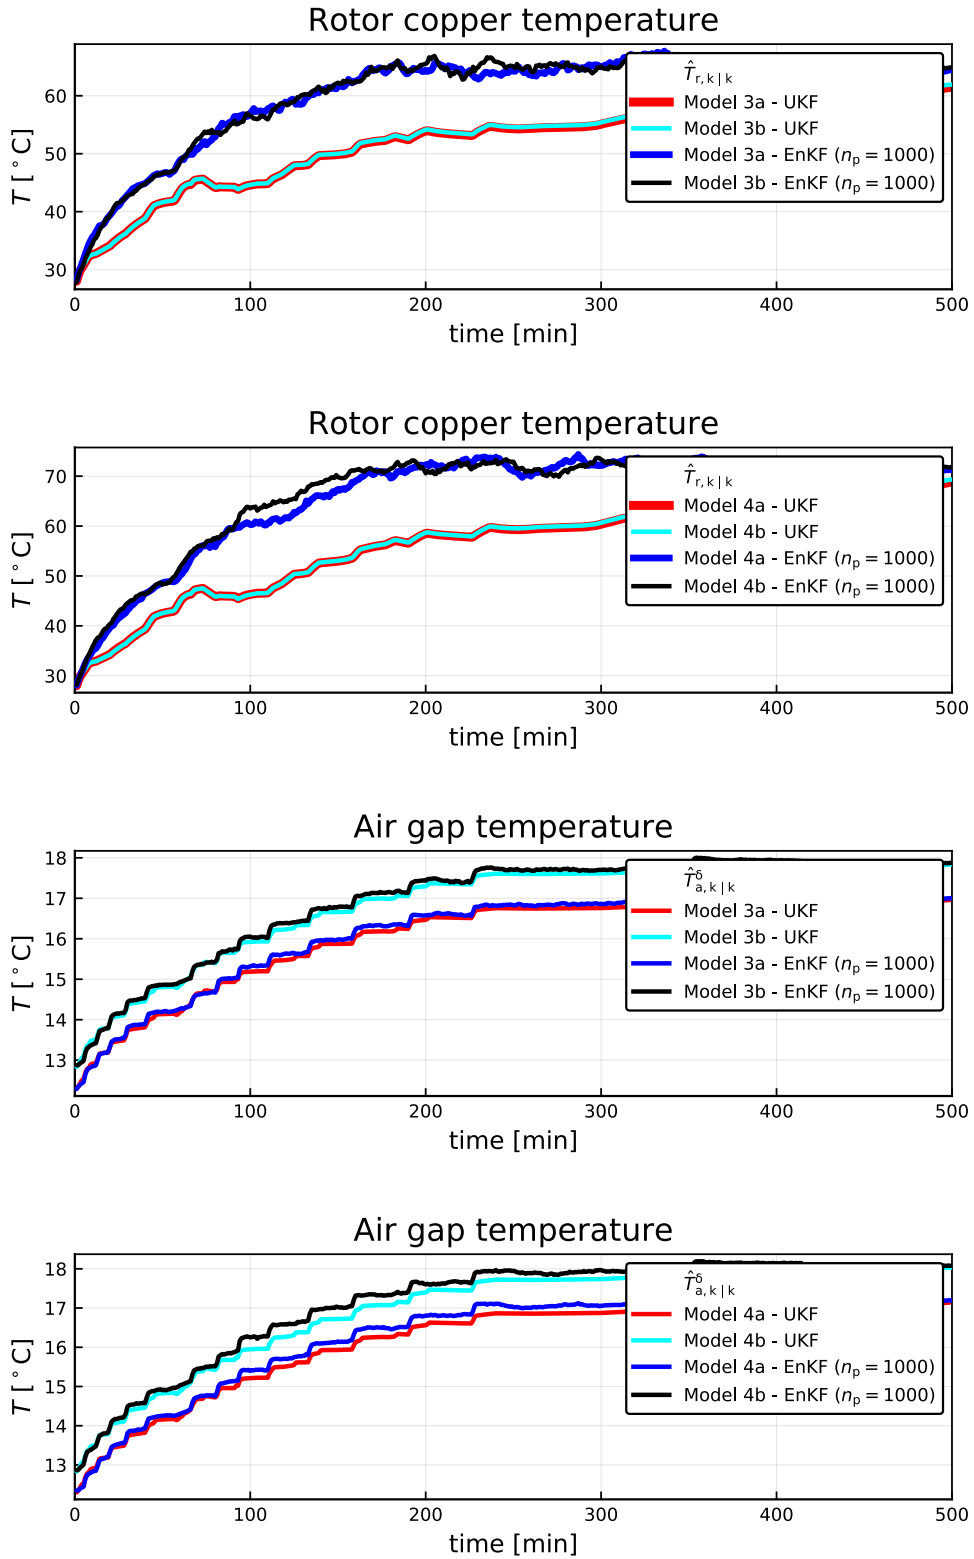 Rotor copper temperature
T [°C]
60
50
40
30
T̂r,k|k
Model 3a - UKF
Model 3b - UKF
Model 3a - EnKF (np = 1000)
Model 3b - EnKF (np = 1000)
0 100 200 300 400 500
time [min]
Rotor copper temperature
T [°C]
70
60
50
40
30
T̂r,k|k
Model 4a - UKF
Model 4b - UKF
Model 4a - EnKF (np = 1000)
Model 4b - EnKF (np = 1000)
0 100 200 300 400 500
time [min]
Air gap temperature
T [°C]
18
17
16
15
14
13
T̂δa,k|k
Model 3a - UKF
Model 3b - UKF
Model 3a - EnKF (np = 1000)
Model 3b - EnKF (np = 1000)
0 100 200 300 400 500
time [min]
Air gap temperature
T [°C]
18
17
16
15
14
13
T̂δa,k|k
Model 4a - UKF
Model 4b - UKF
Model 4a - EnKF (np = 1000)
Model 4b - EnKF (np = 1000)
0 100 200 300 400 500
time [min]